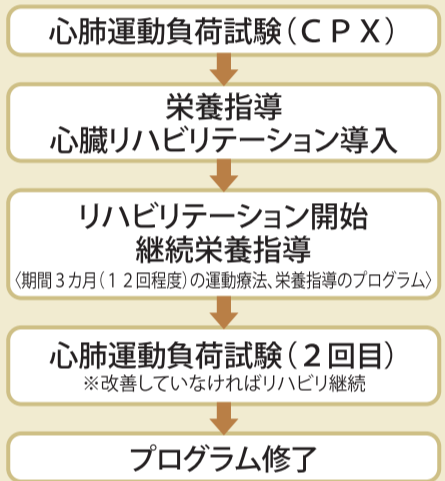 心肺運動負荷試験（ＣＰＸ）
栄養指導
心臓リハビリテーション導入
リハビリテーション開始
継続栄養指導
〈期間３カ月（１２回程度）の運動療法、栄養指導のプログラム〉
心肺運動負荷試験（２回目）
※改善していなければリハビリ継続
プログラム修了